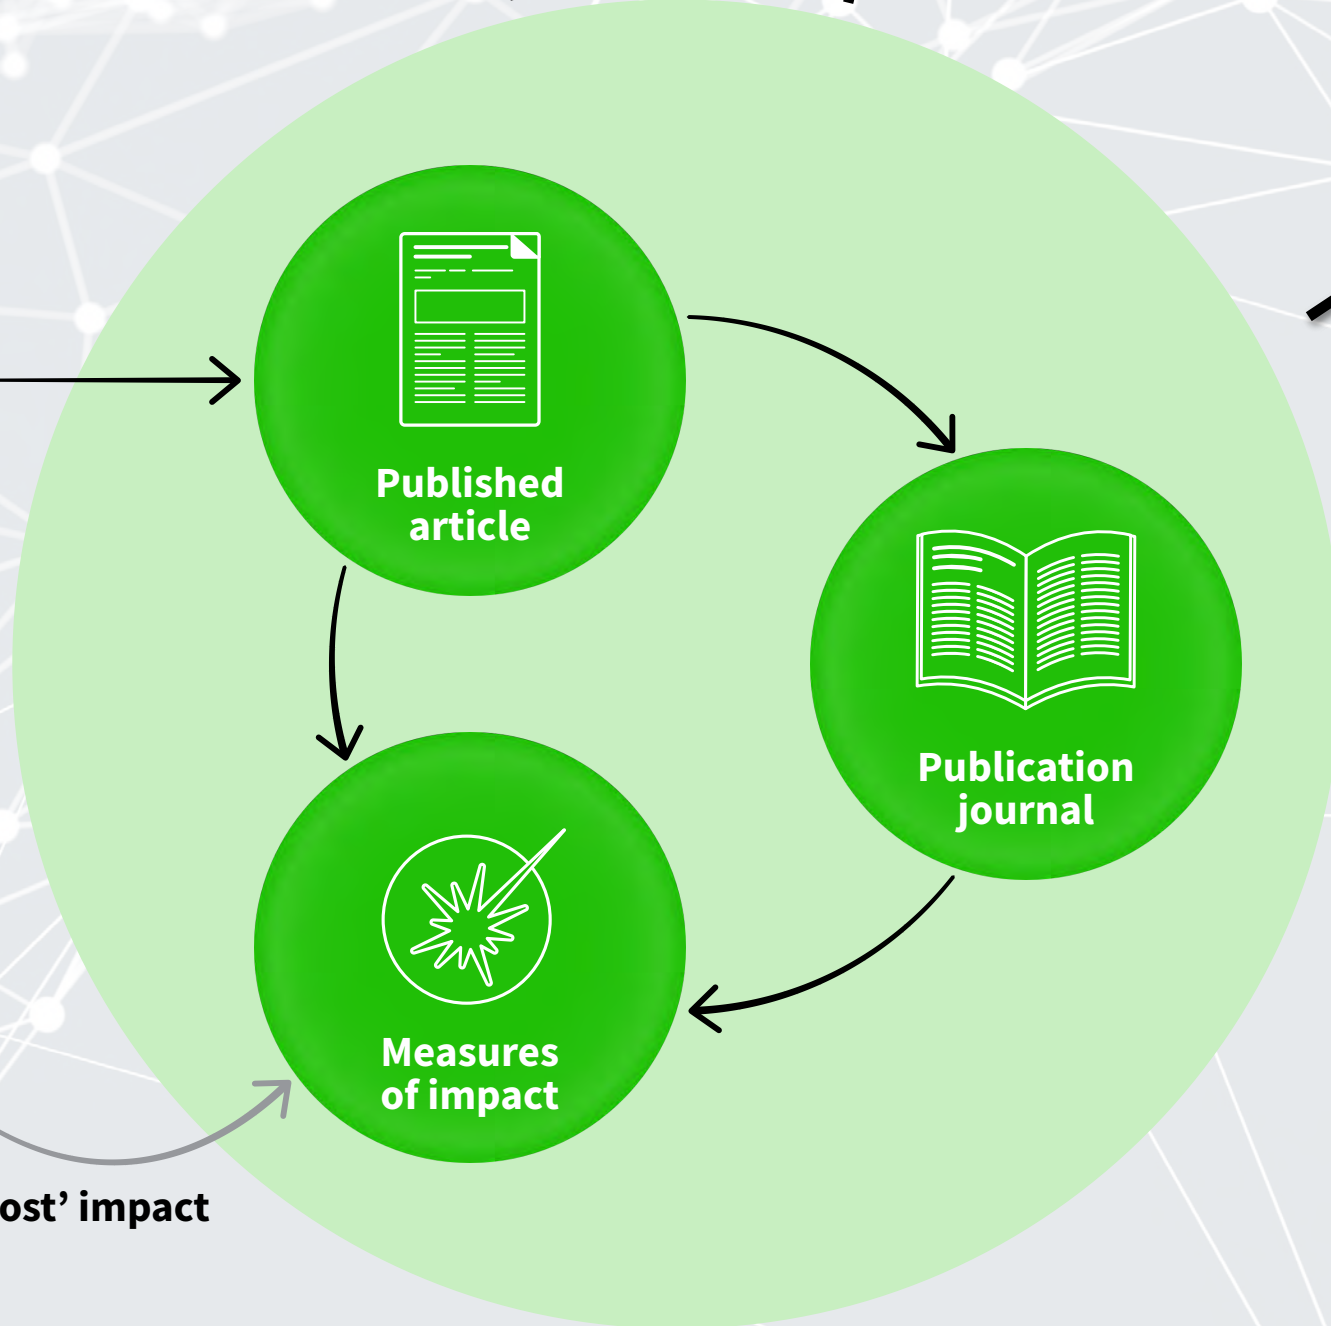 Published
article
Publication
journal
Measures
of impact
ost’ impact